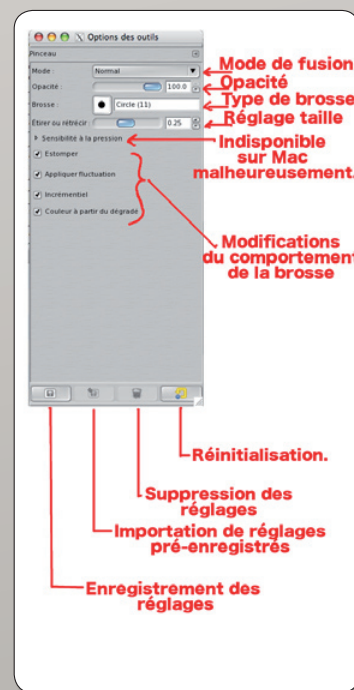 Options des outils
Pinceau
Mode : Normal
Mode de fusion
Opacité : 100.0
Opacité
Brosse : Circle (11)
Type de brosse
Étirer ou rétrécir : 0.25
Réglage taille
Sensibilité à la pression
Indisponible
sur Mac
malheureusement.
Estomper
Appliquer fluctuation
Incrémentiel
Couleur à partir du dégradé
Modifications
du comportement
de la brosse
Réinitialisation.
Suppression des
réglages
Importation de réglages
pré-enregistrés
Enregistrement des
réglages